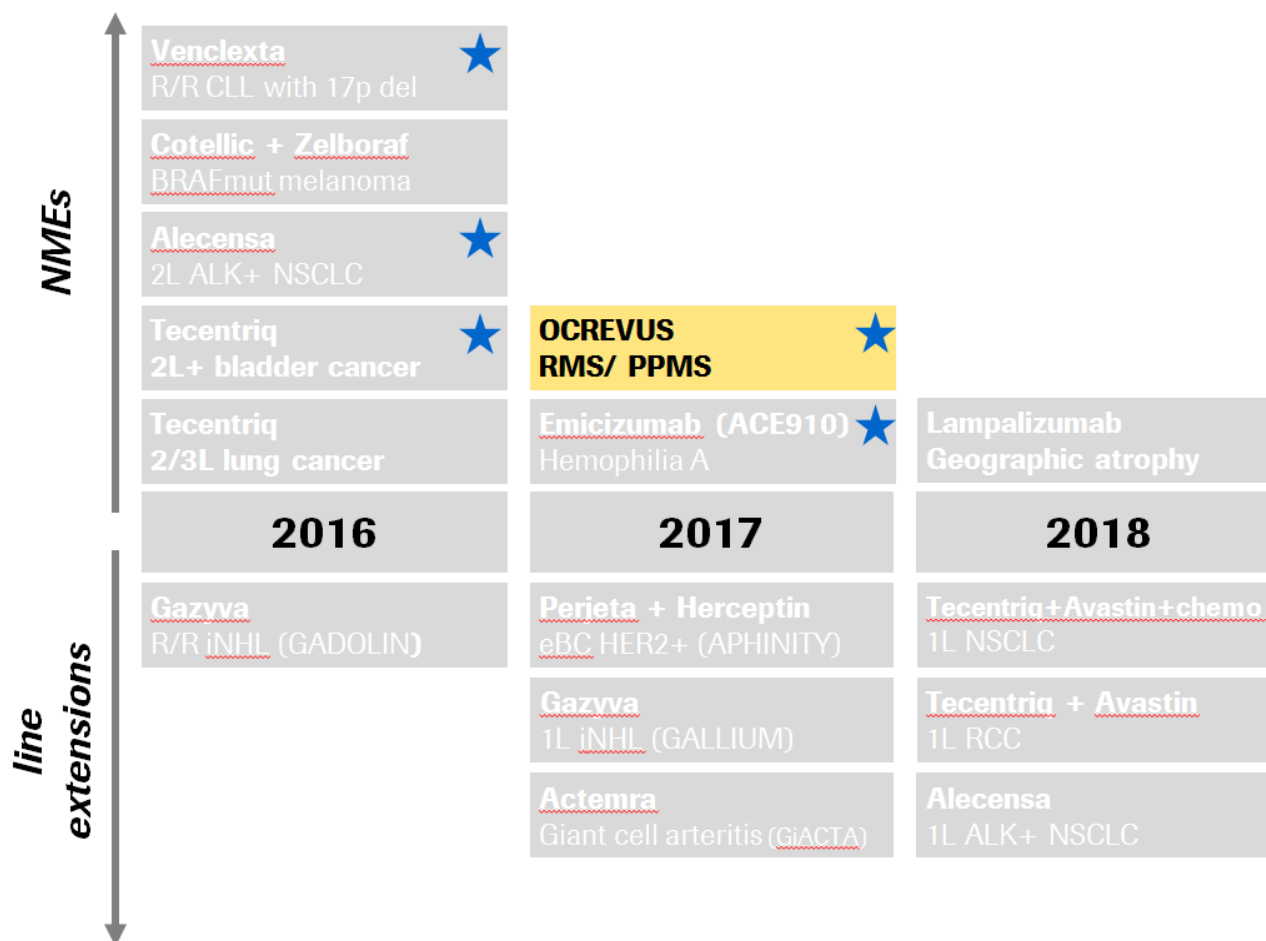 NMEs
Venclexta
R/R CLL with 17p del
Cotellic + Zelboraf
BRAFmut melanoma
Alecensa
2L ALK+ NSCLC
Tecentriq
2L+ bladder cancer
Tecentriq
2/3L lung cancer
OCREVUS
RMS/ PPMS
Emicizumab (ACE910)
Hemophilia A
Lampalizumab
Geographic atrophy
2016
2017
2018
line
extensions
Gazyva
R/R iNHL (GADOLIN)
Perjeta + Herceptin
eBC HER2+ (APHINITY)
Gazyva
1L iNHL (GALLIUM)
Actemra
Giant cell arteritis (GiACTA)
Tecentriq+Avastin+chemo
1L NSCLC
Tecentriq + Avastin
1L RCC
Alecensa
1L ALK+ NSCLC